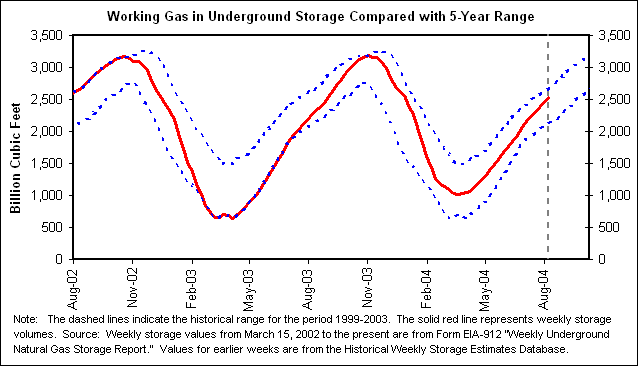 Working Gas in Underground Storage Compared with 5-Year Range
Billion Cubic Feet
3,500
3,000
2,500
2,000
1,500
1,000
500
0
3,500
3,000
2,500
2,000
1,500
1,000
500
0
Aug-02
Nov-02
Feb-03
May-03
Aug-03
Nov-03
Feb-04
May-04
Aug-04
Note: The dashed lines indicate the historical range for the period 1999-2003. The solid red line represents weekly storage
volumes. Source: Weekly storage values from March 15, 2002 to the present are from Form EIA-912 "Weekly Underground
Natural Gas Storage Report." Values for earlier weeks are from the Historical Weekly Storage Estimates Database.